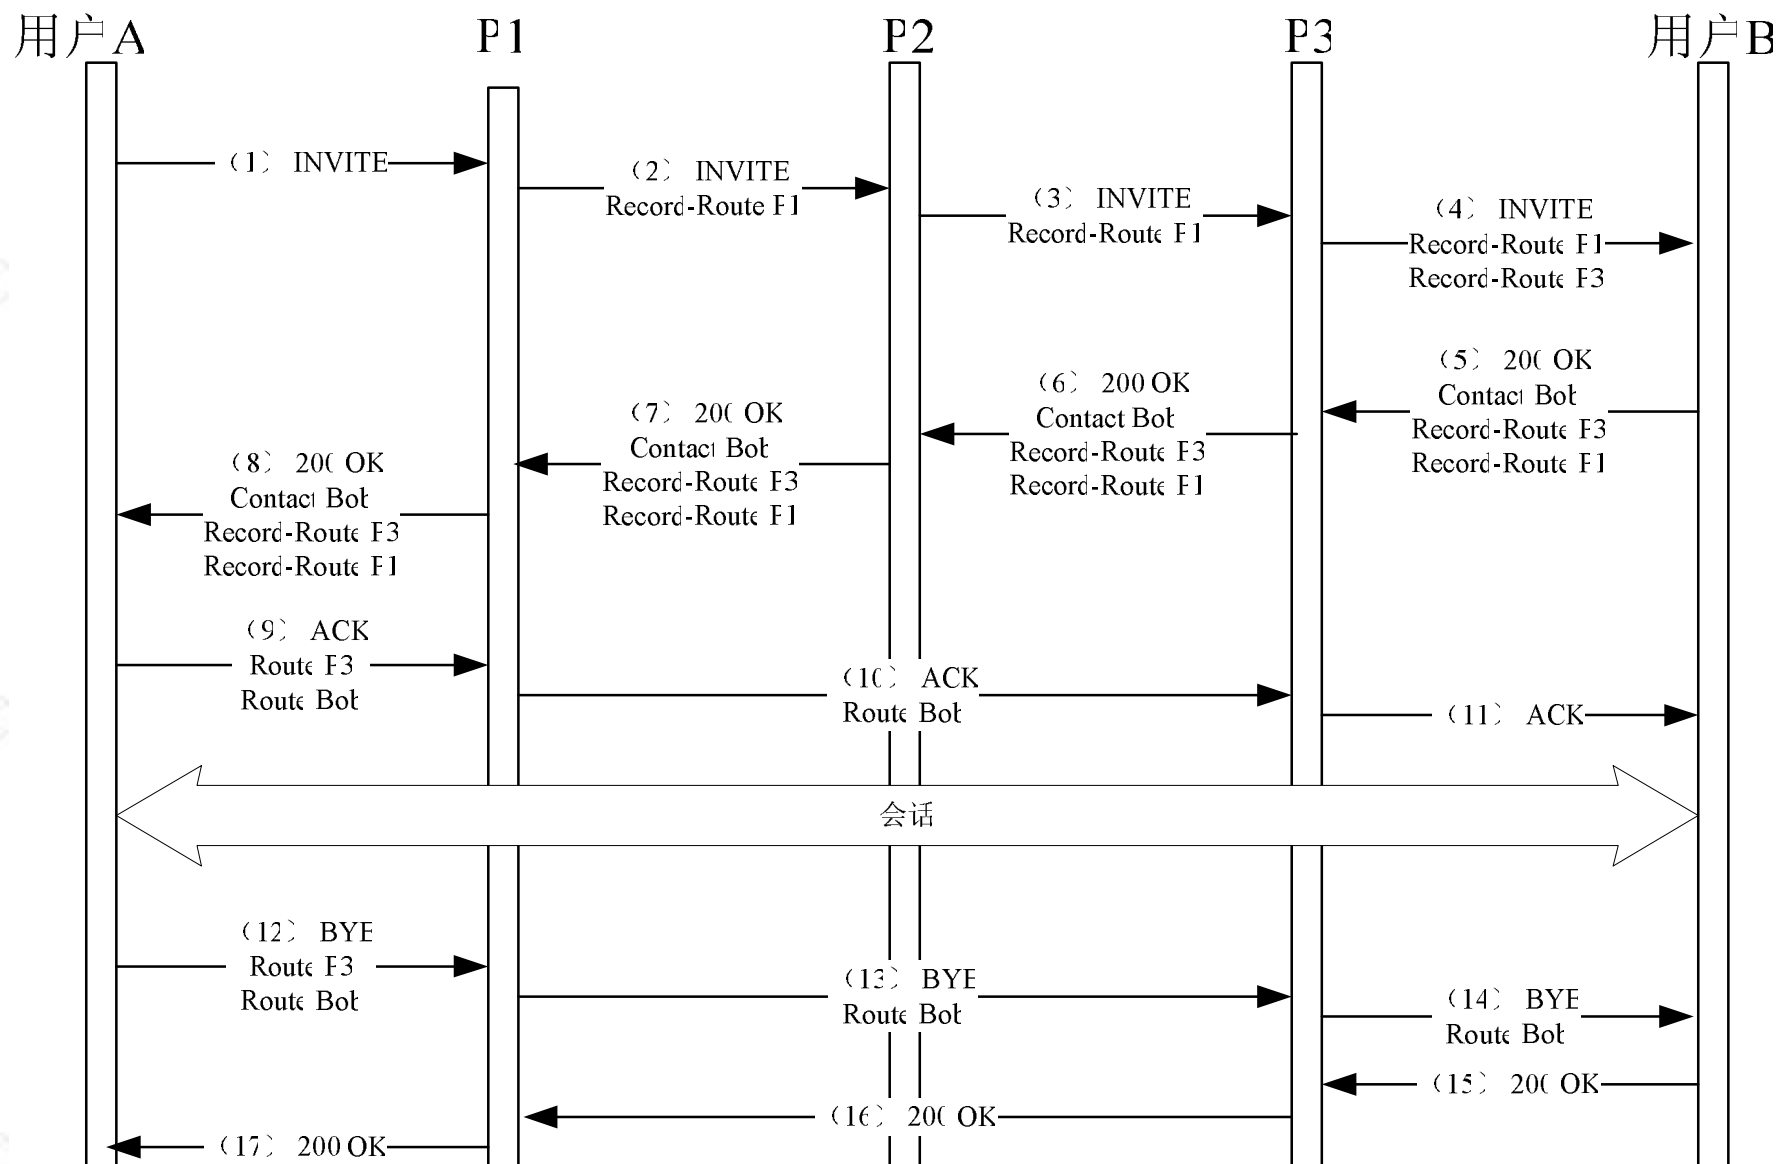 用户A
P1
P2
P3
用户B
（1） INVITE
（2） INVITE
Record-Route P1
（3） INVITE
Record-Route P1
（4） INVITE
Record-Route P1
Record-Route P3
（5） 200 OK
Contact Bob
Record-Route P3
Record-Route P1
（6） 200 OK
Contact Bob
Record-Route P3
Record-Route P1
（7） 200 OK
Contact Bob
Record-Route P3
Record-Route P1
（8） 200 OK
Contact Bob
Record-Route P3
Record-Route P1
（9） ACK
Route P3
Route Bob
（10） ACK
Route Bob
（11） ACK
会话
（12） BYE
Route P3
Route Bob
（13） BYE
Route Bob
（14） BYE
Route Bob
（15） 200 OK
（16） 200 OK
（17） 200 OK